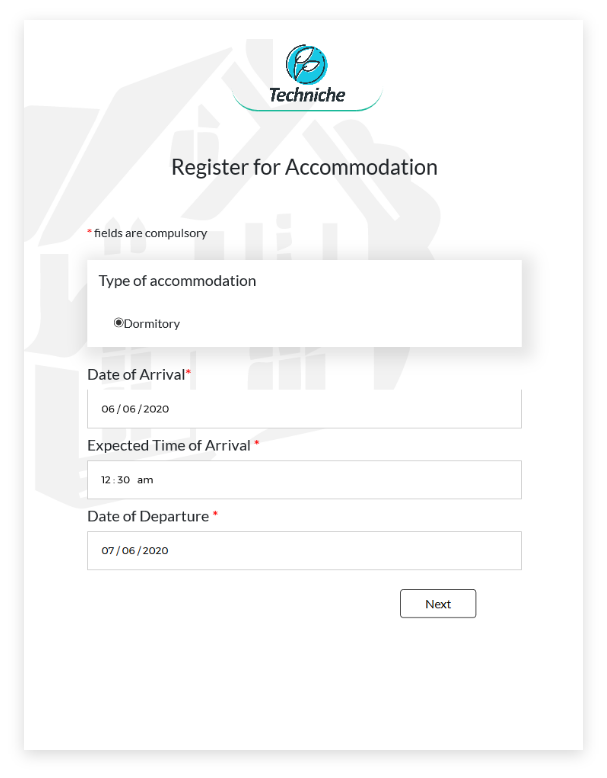 Techniche
Register for Accommodation
* fields are compulsory
Type of accommodation
Dormitory
Date of Arrival*
06 / 06 / 2020
Expected Time of Arrival *
12 : 30 am
Date of Departure *
07 / 06 / 2020
Next